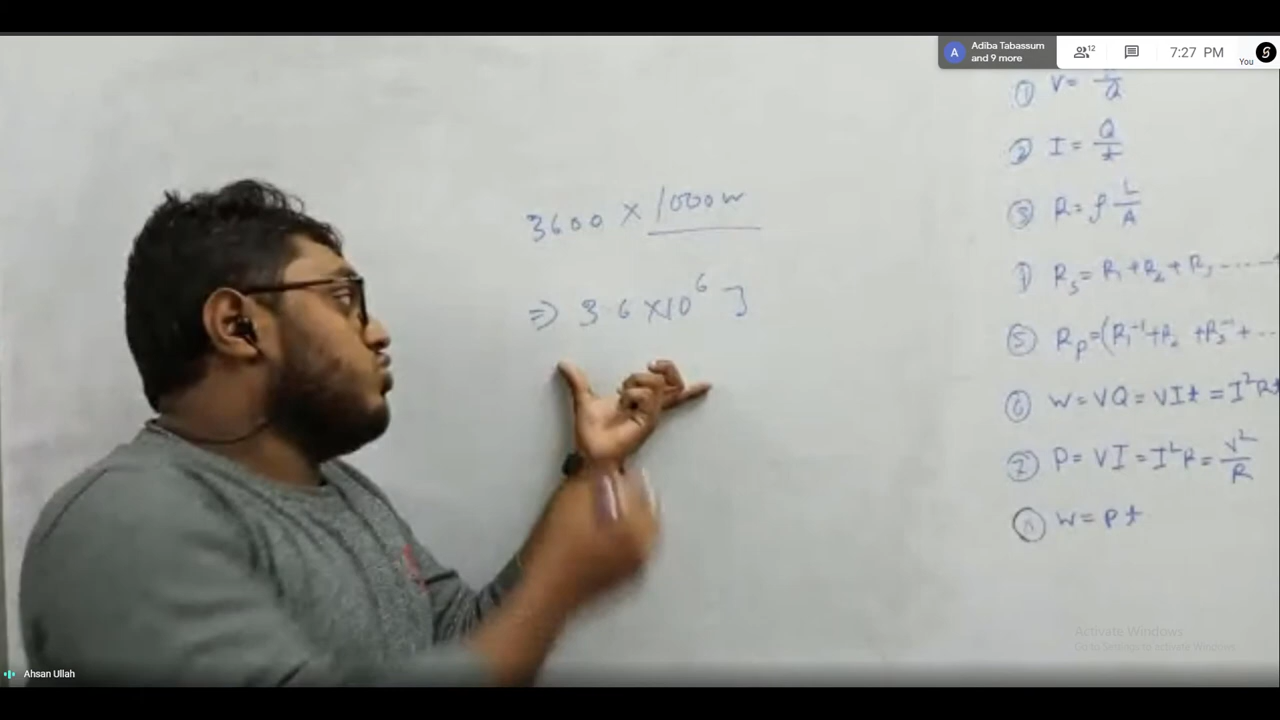 Adiba Tabassum
and 9 more
12
7:27 PM
You
A
3600 × 1000w
⇒ 3.6 ×10⁶ J
① V = /Q
② I = Q/t
③ R = ρ L/A
① Rs = R₁ + R₂ + R₃ ......
⑤ Rp = (R₁⁻¹ + R₂ + R₃⁻¹ + ...
⑥ W = VQ = VIt = I²Rt
⑦ P = VI = I²R = V²/R
W = Pt
Activate Windows
Go to Settings to activate Windows.
Ahsan Ullah